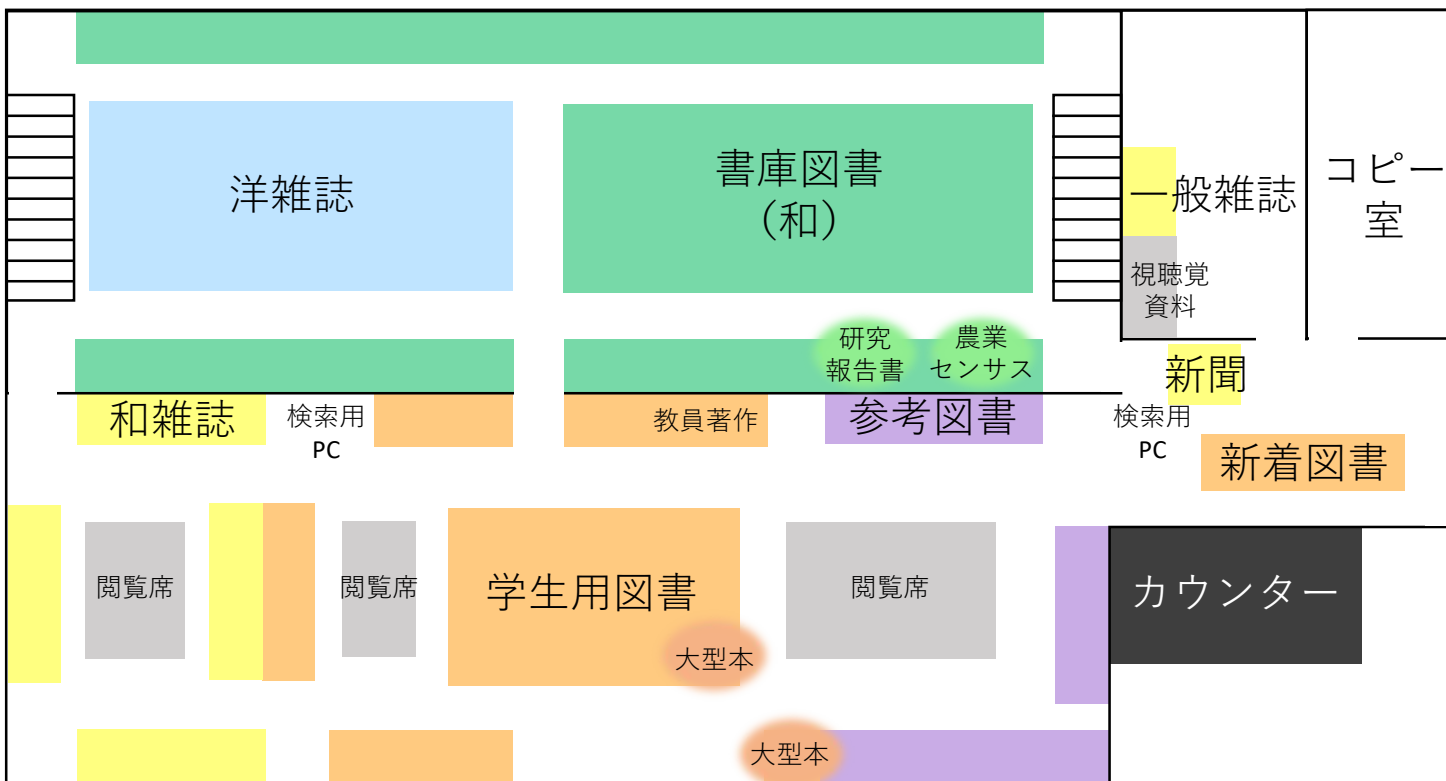 洋雑誌
書庫図書
（和）
一般雑誌
コピー
室
視聴覚
資料
研究
報告書
農業
センサス
新聞
和雑誌
検索用
PC
教員著作
参考図書
検索用
PC
新着図書
閲覧席
閲覧席
学生用図書
閲覧席
カウンター
大型本
大型本